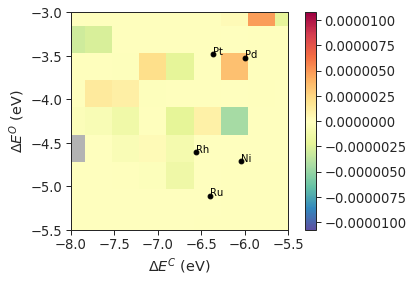 −3.0
−3.5
−4.0
−4.5
−5.0
−5.5
ΔE^O (eV)
−8.0 −7.5 −7.0 −6.5 −6.0 −5.5
ΔE^C (eV)
Pt
Pd
Rh
Ni
Ru
0.0000100
0.0000075
0.0000050
0.0000025
0.0000000
−0.0000025
−0.0000050
−0.0000075
−0.0000100